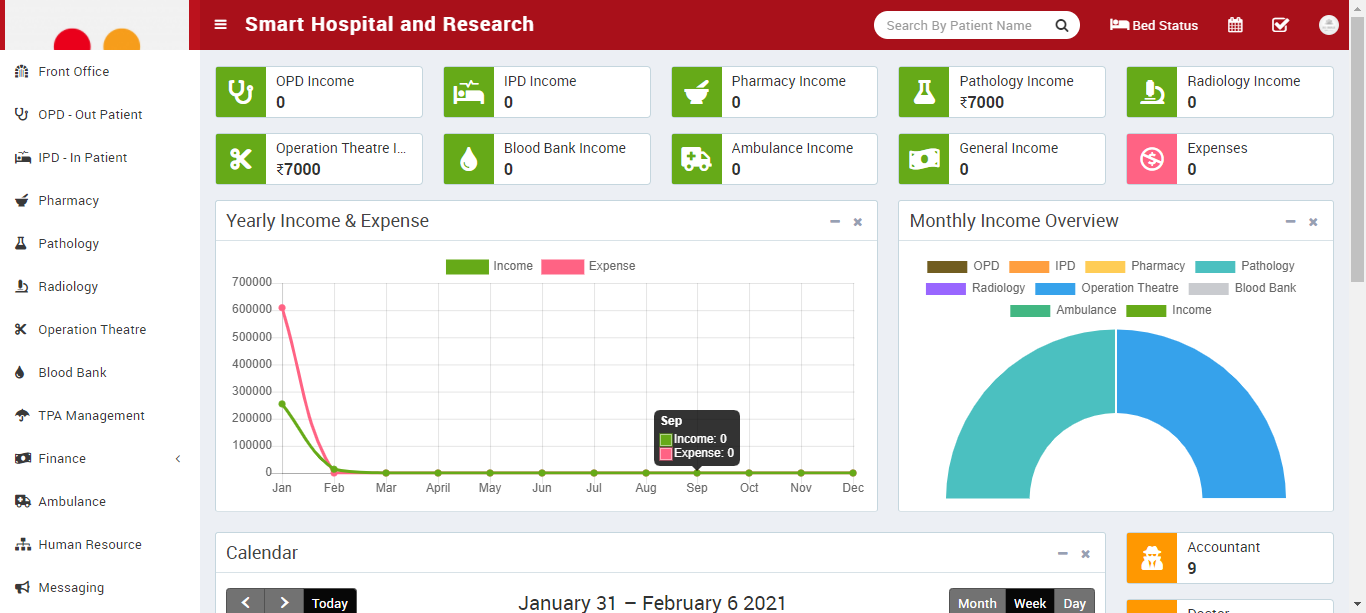 Smart Hospital and Research
Search By Patient Name
Bed Status
Front Office
OPD - Out Patient
IPD - In Patient
Pharmacy
Pathology
Radiology
Operation Theatre
Blood Bank
TPA Management
Finance
Ambulance
Human Resource
Messaging
OPD Income
0
IPD Income
0
Pharmacy Income
0
Pathology Income
₹7000
Radiology Income
0
Operation Theatre I...
₹7000
Blood Bank Income
0
Ambulance Income
0
General Income
0
Expenses
0
Yearly Income & Expense
Income Expense
700000
600000
500000
400000
300000
200000
100000
0
Jan Feb Mar April May Jun Jul Aug Sep Oct Nov Dec
Sep
Income: 0
Expense: 0
Monthly Income Overview
OPD IPD Pharmacy Pathology
Radiology Operation Theatre Blood Bank
Ambulance Income
Calendar
Today
January 31 – February 6 2021
Month Week Day
Accountant
9